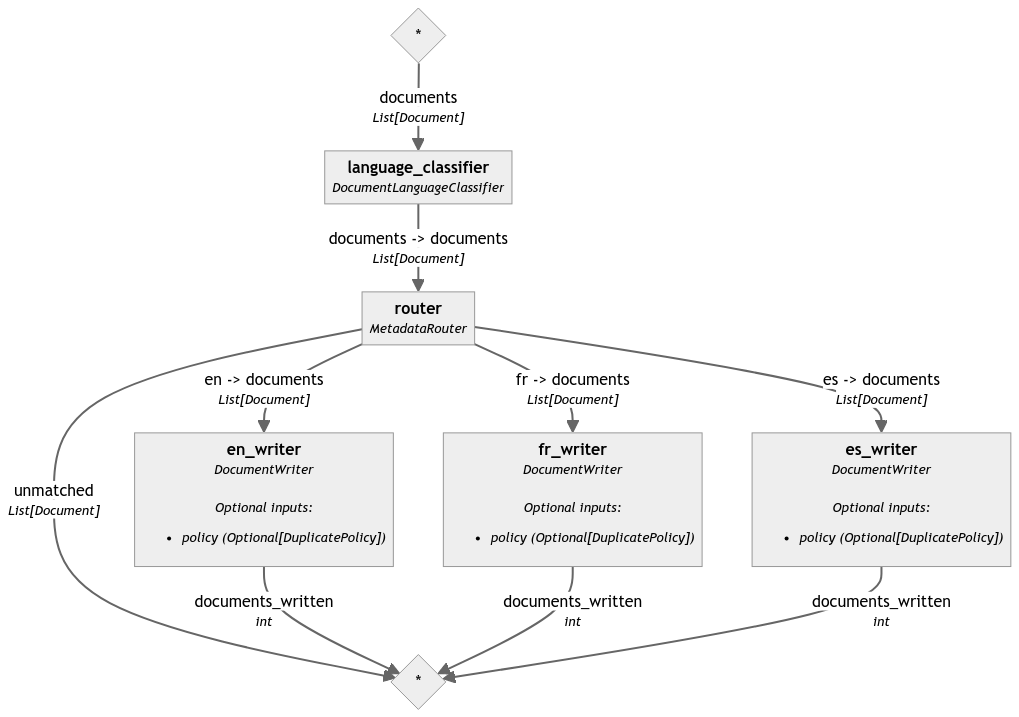 *
documents
List[Document]
language_classifier
DocumentLanguageClassifier
documents -> documents
List[Document]
router
MetadataRouter
en -> documents
List[Document]
fr -> documents
List[Document]
es -> documents
List[Document]
unmatched
List[Document]
en_writer
DocumentWriter
Optional inputs:
• policy (Optional[DuplicatePolicy])
fr_writer
DocumentWriter
Optional inputs:
• policy (Optional[DuplicatePolicy])
es_writer
DocumentWriter
Optional inputs:
• policy (Optional[DuplicatePolicy])
documents_written
int
documents_written
int
documents_written
int
*